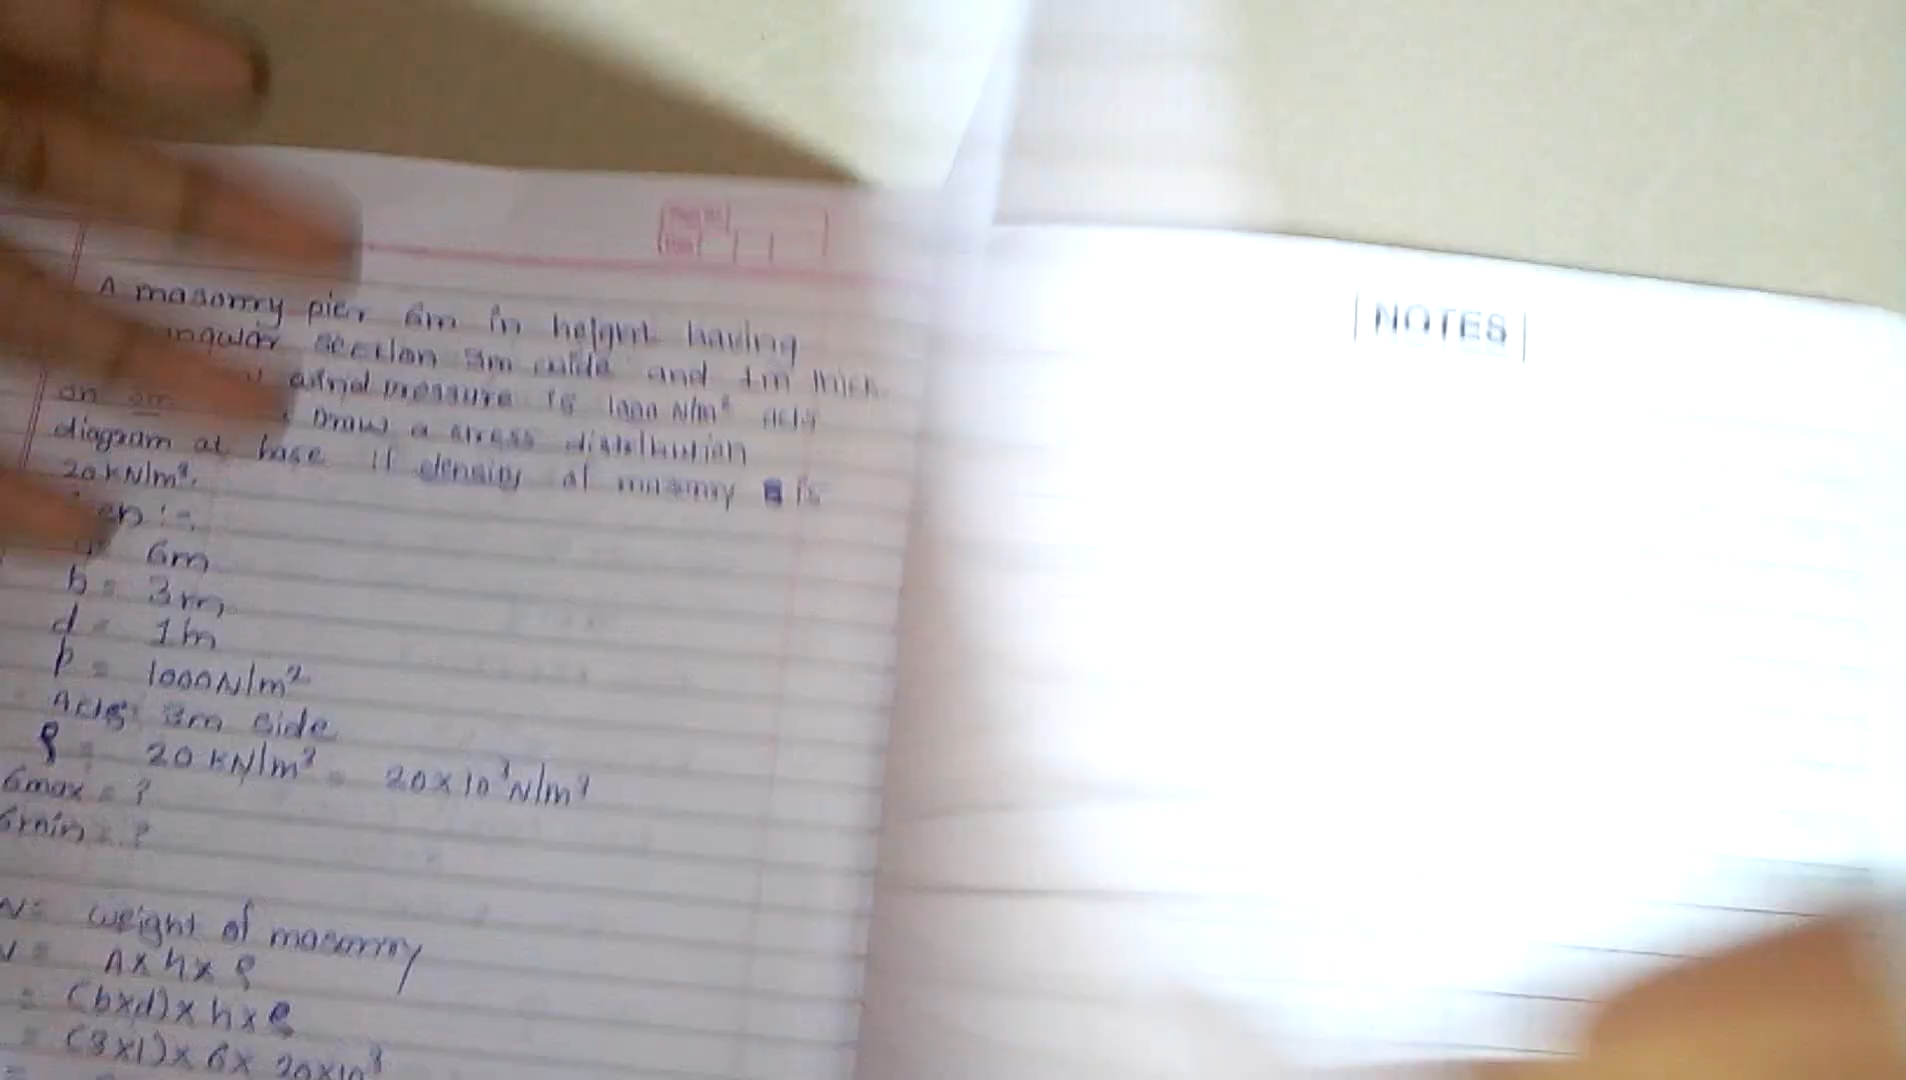 A masonry pier 6m in height having
section 3m wide and 1m thick
wind pressure is 1000 N/m² acts
on 3m Draw a stress distribution
diagram at base if density of masonry is
20 kN/m³.
6m
b = 3m
d = 1m
p = 1000 N/m²
Acts 3m side
ρ = 20 kN/m³ = 20×10³ N/m³
σmax = ?
σmin = ?
weight of masonry
A×h×ρ
= (b×d)×h×ρ
= (3×1)×6×20×10³
NOTES